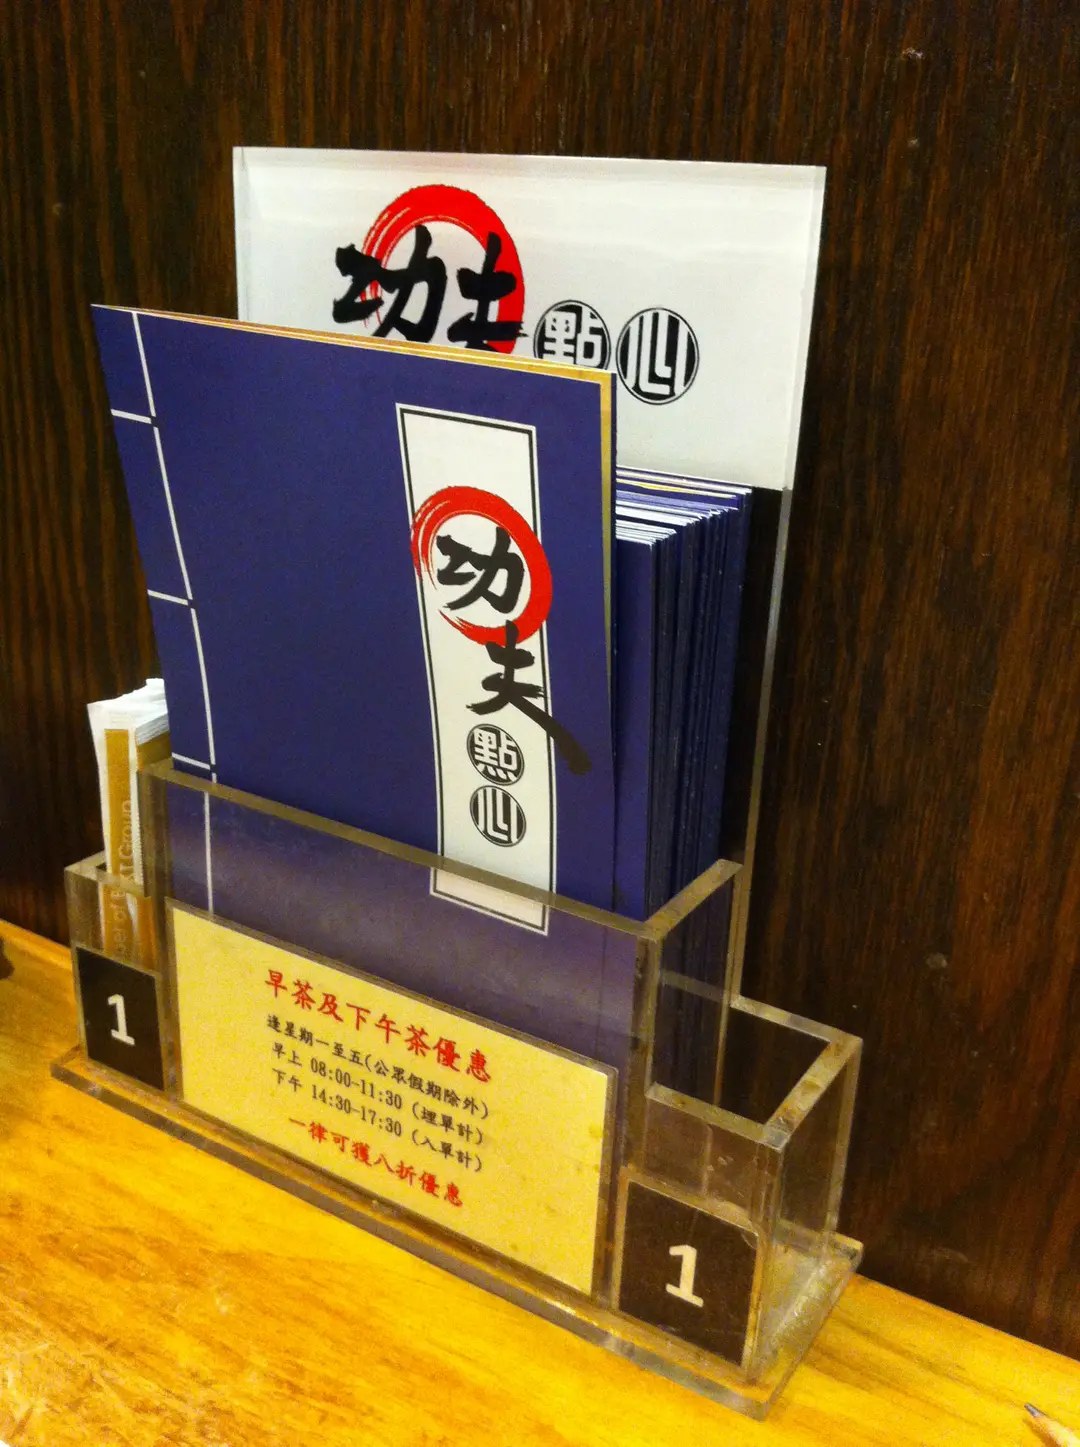 功夫點心
功夫點心
早茶及下午茶優惠
逢星期一至五(公眾假期除外)
早上 08:00-11:30 (埋單計)
下午 14:30-17:30 (入單計)
一律可獲八折優惠
1
1
Group